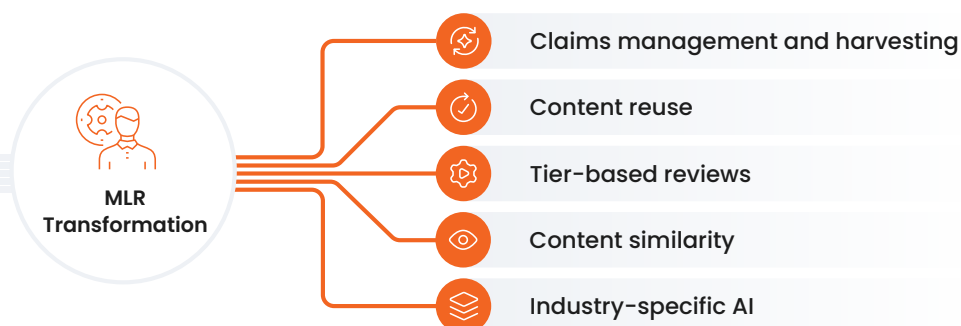 MLR
Transformation
Claims management and harvesting
Content reuse
Tier-based reviews
Content similarity
Industry-specific AI